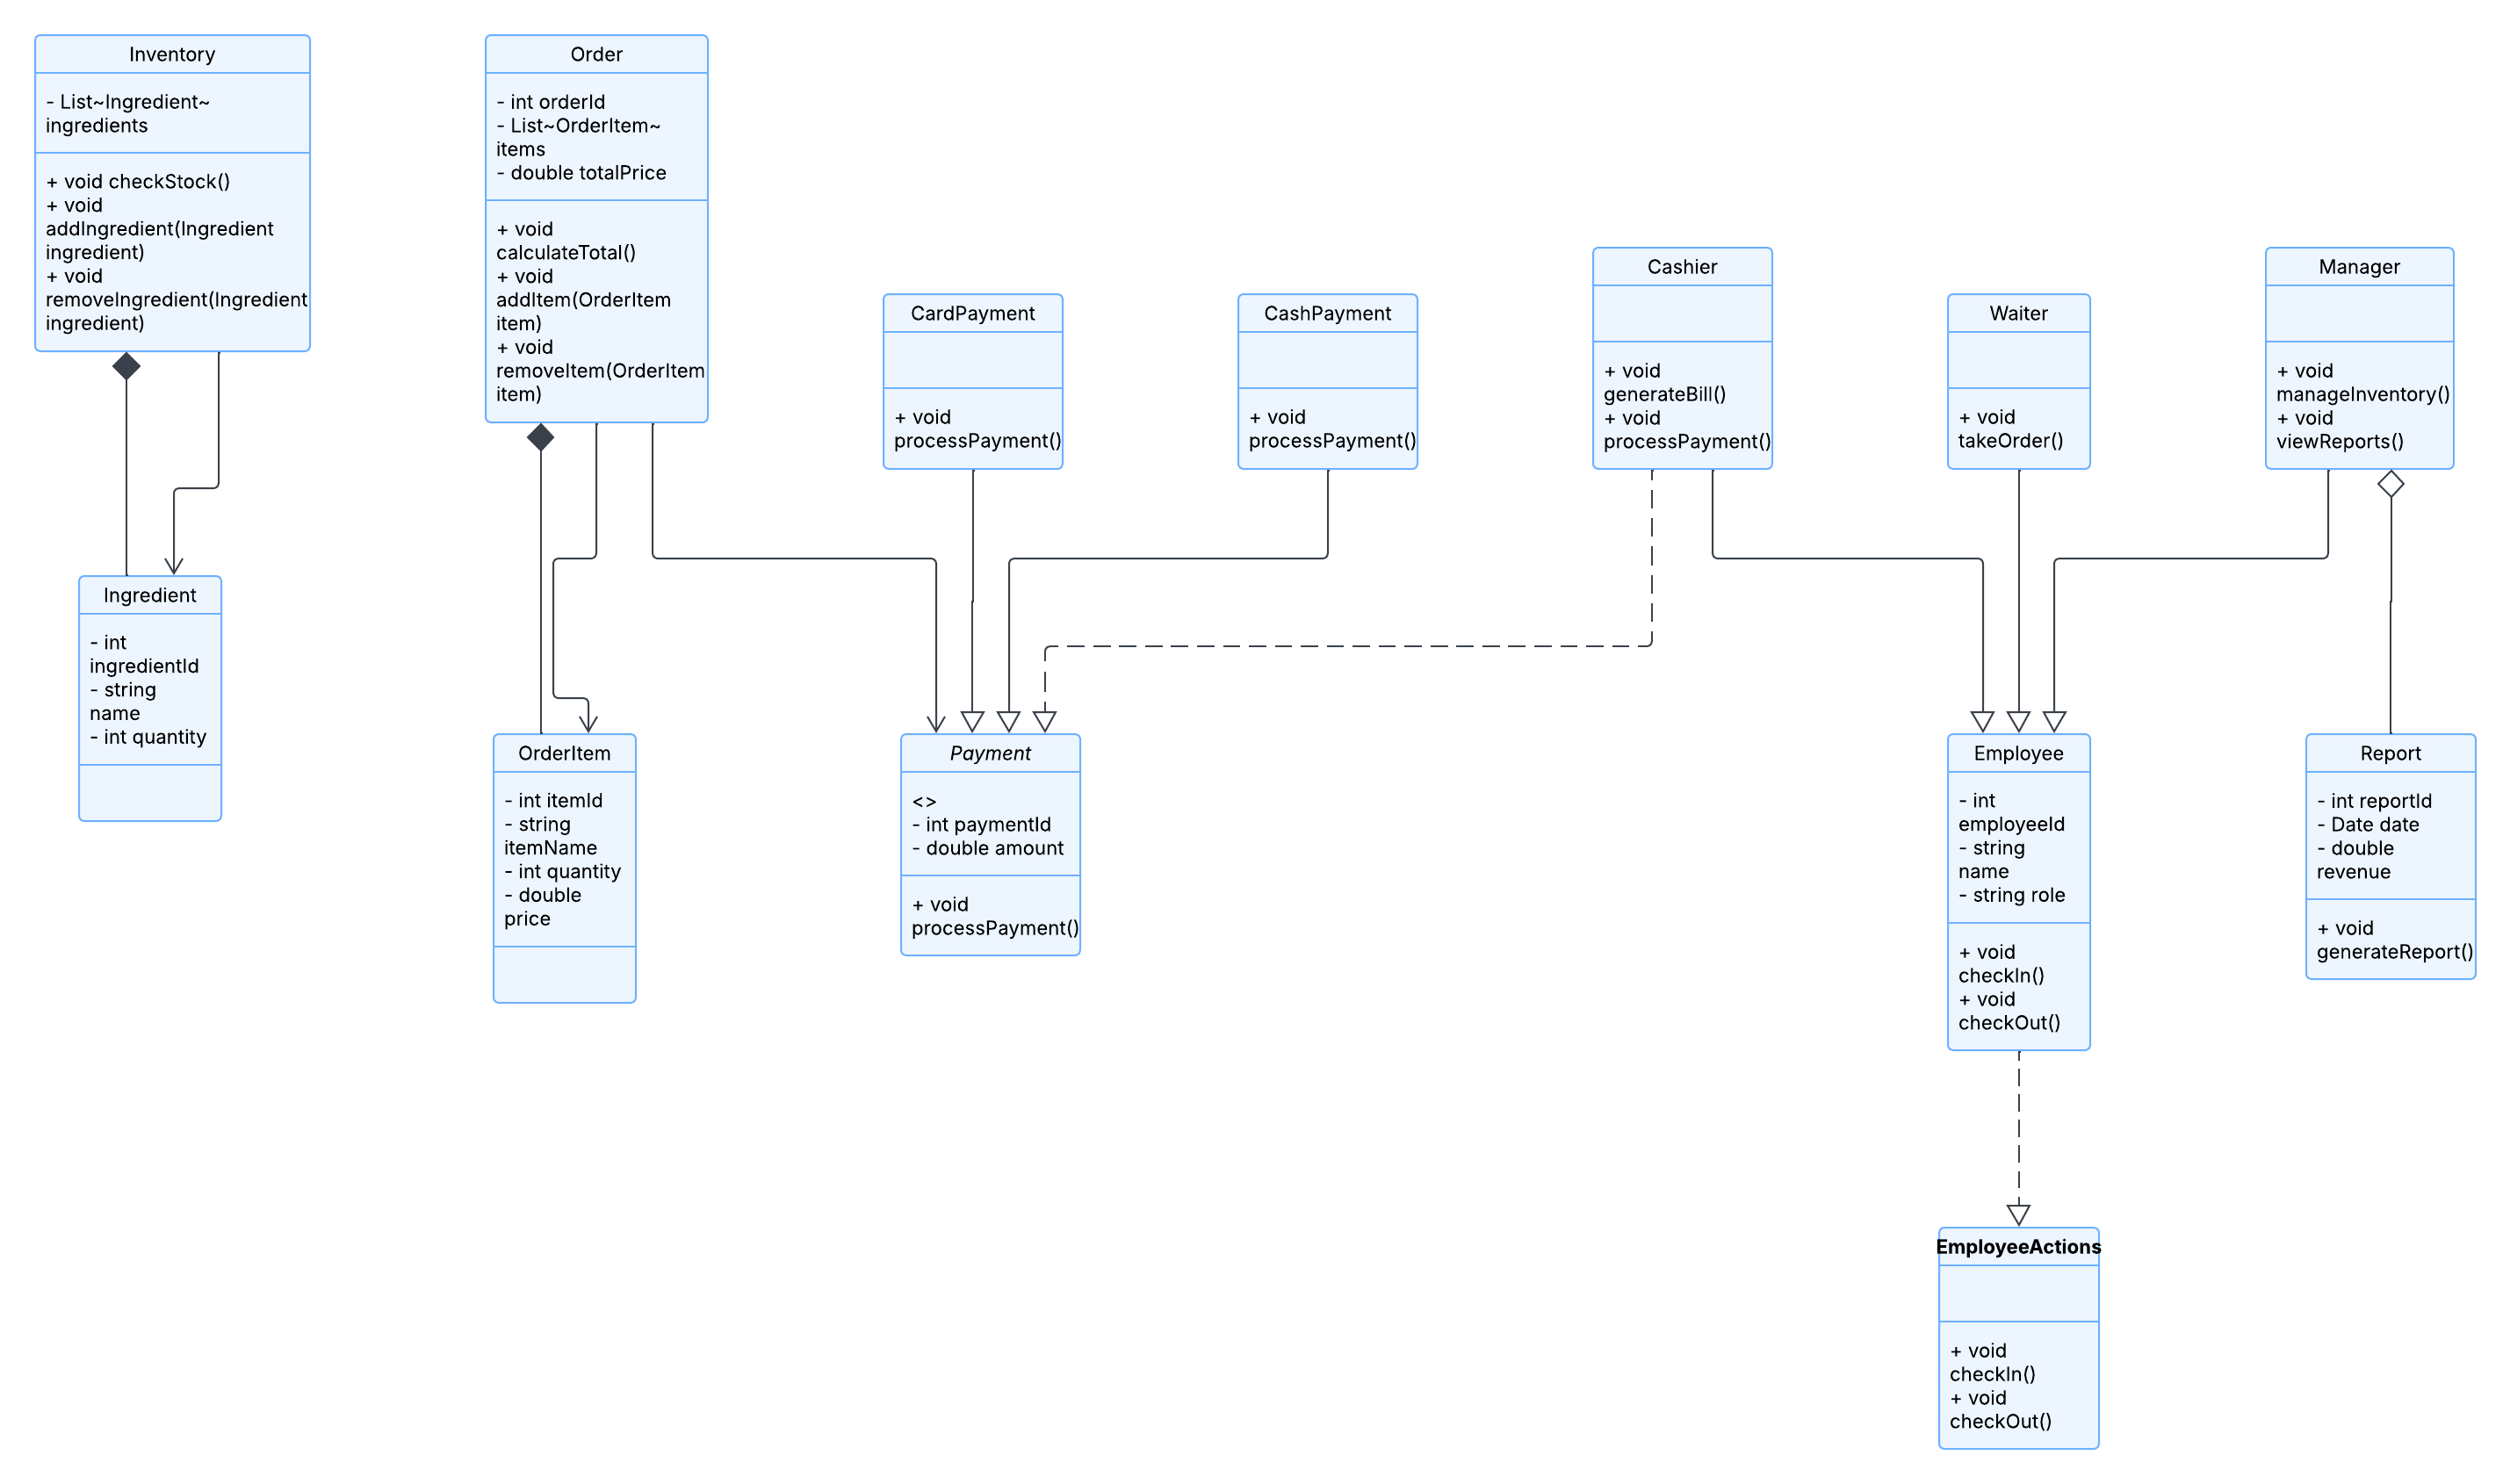 Inventory
- List~Ingredient~
ingredients
+ void checkStock()
+ void
addIngredient(Ingredient
ingredient)
+ void
removeIngredient(Ingredient
ingredient)
Order
- int orderId
- List~OrderItem~
items
- double totalPrice
+ void
calculateTotal()
+ void
addItem(OrderItem
item)
+ void
removeItem(OrderItem
item)
CardPayment
+ void
processPayment()
CashPayment
+ void
processPayment()
Cashier
+ void
generateBill()
+ void
processPayment()
Waiter
+ void
takeOrder()
Manager
+ void
manageInventory()
+ void
viewReports()
Ingredient
- int
ingredientId
- string
name
- int quantity
OrderItem
- int itemId
- string
itemName
- int quantity
- double
price
Payment
<>
- int paymentId
- double amount
+ void
processPayment()
Employee
- int
employeeId
- string
name
- string role
+ void
checkIn()
+ void
checkOut()
Report
- int reportId
- Date date
- double
revenue
+ void
generateReport()
EmployeeActions
+ void
checkIn()
+ void
checkOut()